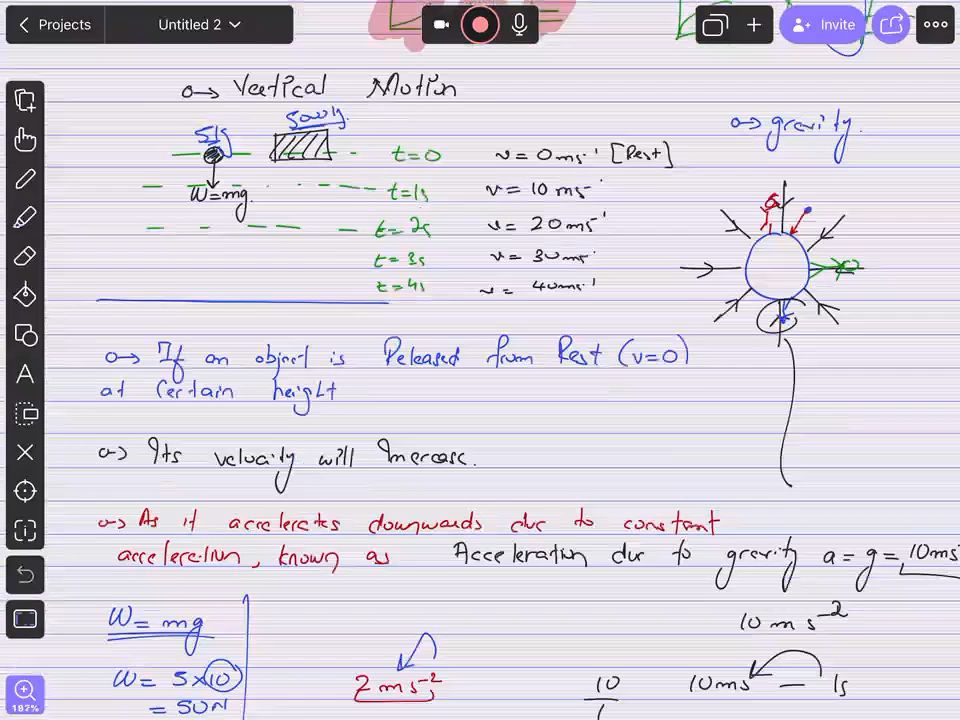 Projects
Untitled 2
Invite
Vertical Motion
gravity.
t=0 v = 0ms⁻¹ [Rest]
W=mg.
t=1s v = 10 ms⁻¹
t=2s v = 20ms⁻¹
t=3s v = 30ms⁻¹
t=4s v = 40ms⁻¹
If an object is Released from Rest (v=0)
at Certain height
Its velocity will Increase.
As it accelerates downwards due to constant
acceleration, known as Acceleration due to gravity a = g = 10ms
10 m s⁻²
W = mg
W = 5×10
= 50N
2 ms⁻²
10
10ms — 1s
187%